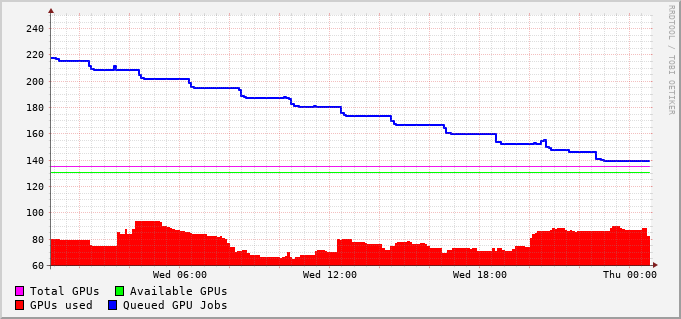 RRDTOOL / TOBI OETIKER
240
220
200
180
160
140
120
100
80
60
Wed 06:00 Wed 12:00 Wed 18:00 Thu 00:00
Total GPUs Available GPUs
GPUs used Queued GPU Jobs